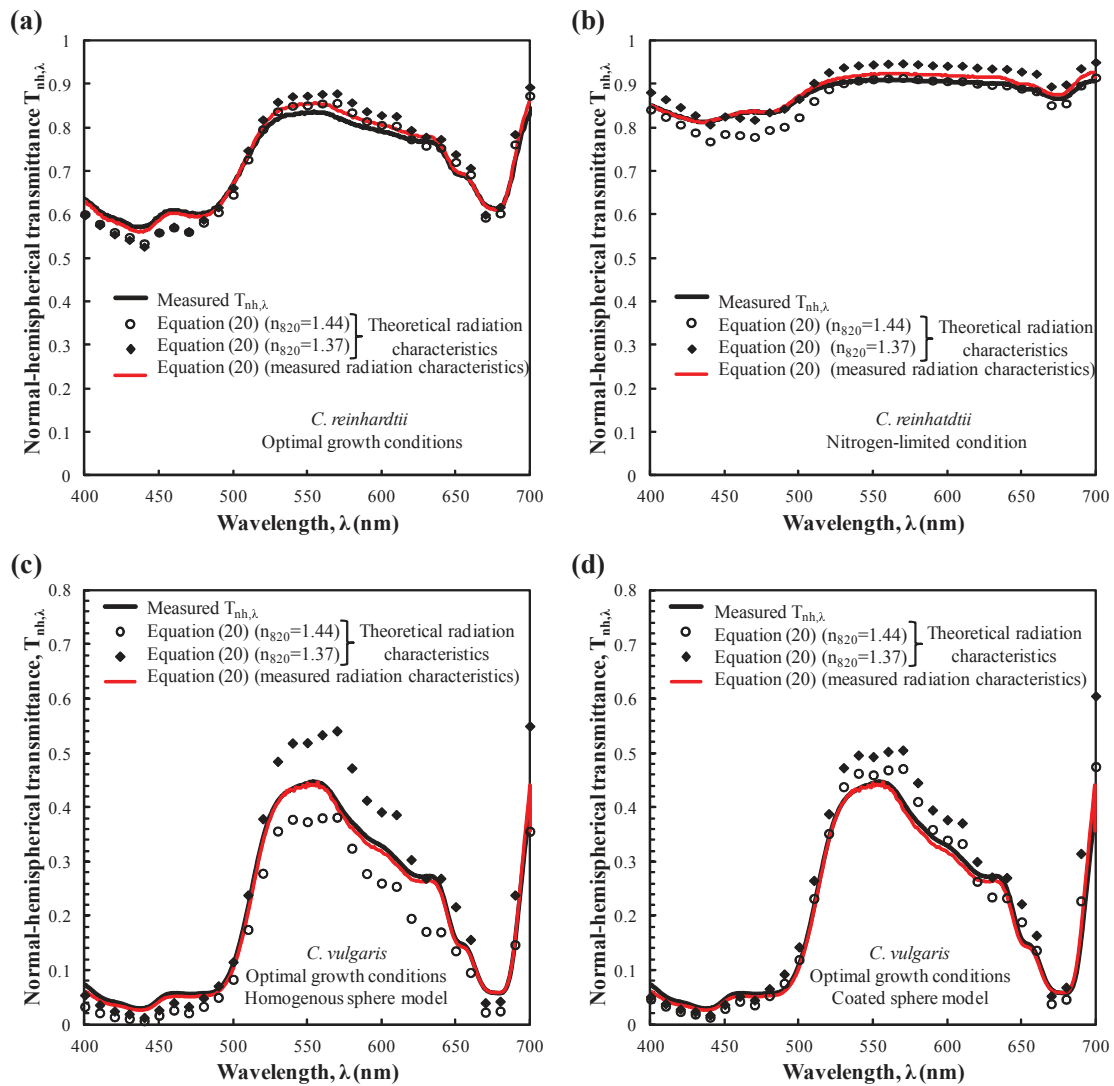 (a)
Normal-hemispherical transmittance T_nh,λ
1
0.9
0.8
0.7
0.6
0.5
0.4
0.3
0.2
0.1
0
Measured T_nh,λ
Equation (20) (n_820=1.44)
Equation (20) (n_820=1.37)
Theoretical radiation
characteristics
Equation (20) (measured radiation characteristics)
C. reinhardtii
Optimal growth conditions
400 450 500 550 600 650 700
Wavelength, λ (nm)
(b)
Normal-hemispherical transmittance T_nh,λ
1
0.9
0.8
0.7
0.6
0.5
0.4
0.3
0.2
0.1
0
Measured T_nh,λ
Equation (20) (n_820=1.44)
Equation (20) (n_820=1.37)
Theoretical radiation
characteristics
Equation (20) (measured radiation characteristics)
C. reinhatdtii
Nitrogen-limited condition
400 450 500 550 600 650 700
Wavelength, λ (nm)
(c)
Normal-hemispherical transmittance, T_nh,λ
0.8
0.7
0.6
0.5
0.4
0.3
0.2
0.1
0
Measured T_nh,λ
Equation (20) (n_820=1.44)
Equation (20) (n_820=1.37)
Theoretical radiation
characteristics
Equation (20) (measured radiation characteristics)
C. vulgaris
Optimal growth conditions
Homogenous sphere model
400 450 500 550 600 650 700
Wavelength, λ (nm)
(d)
Normal-hemispherical transmittance, T_nh,λ
0.8
0.7
0.6
0.5
0.4
0.3
0.2
0.1
0
Measured T_nh,λ
Equation (20) (n_820=1.44)
Equation (20) (n_820=1.37)
Theoretical radiation
characteristics
Equation (20) (measured radiation characteristics)
C. vulgaris
Optimal growth conditions
Coated sphere model
400 450 500 550 600 650 700
Wavelength, λ (nm)